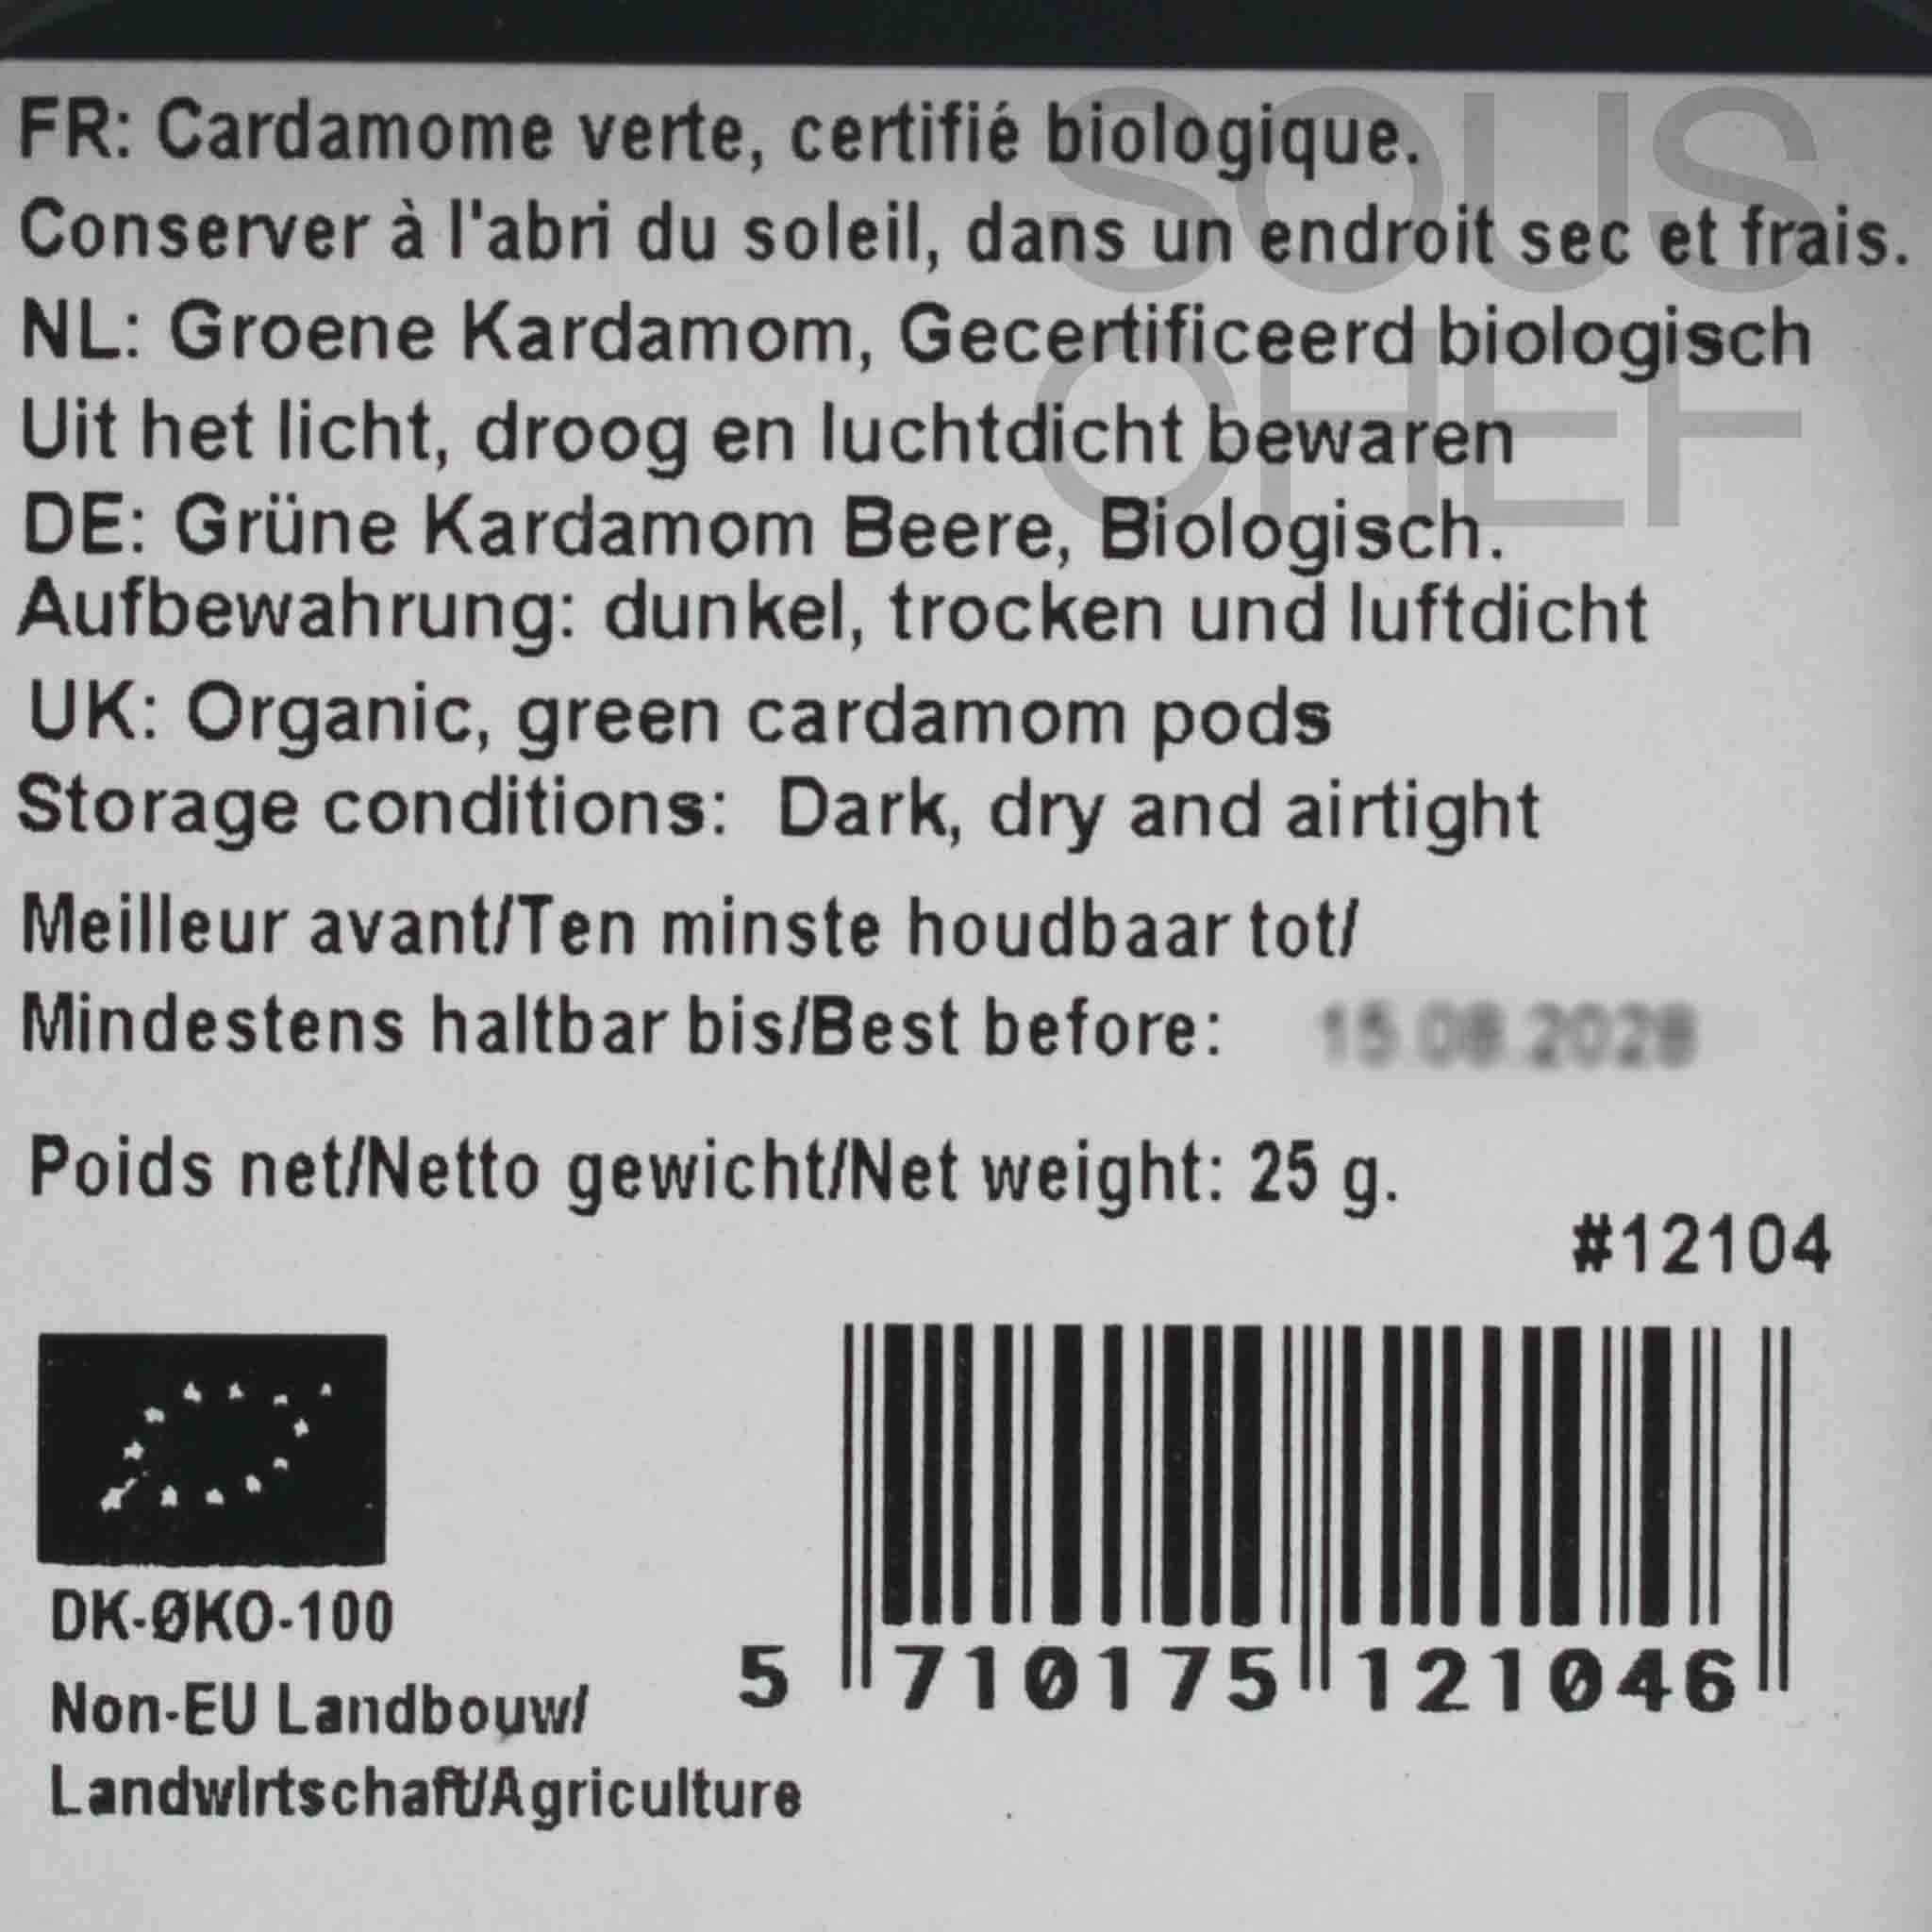 SOUS
CHEF
FR: Cardamome verte, certifié biologique.
Conserver à l'abri du soleil, dans un endroit sec et frais.
NL: Groene Kardamom, Gecertificeerd biologisch
Uit het licht, droog en luchtdicht bewaren
DE: Grüne Kardamom Beere, Biologisch.
Aufbewahrung: dunkel, trocken und luftdicht
UK: Organic, green cardamom pods
Storage conditions: Dark, dry and airtight
Meilleur avant/Ten minste houdbaar tot/
Mindestens haltbar bis/Best before:
Poids net/Netto gewicht/Net weight: 25 g.
#12104
DK-ØKO-100
Non-EU Landbouw/
Landwirtschaft/Agriculture
5 710175 121046